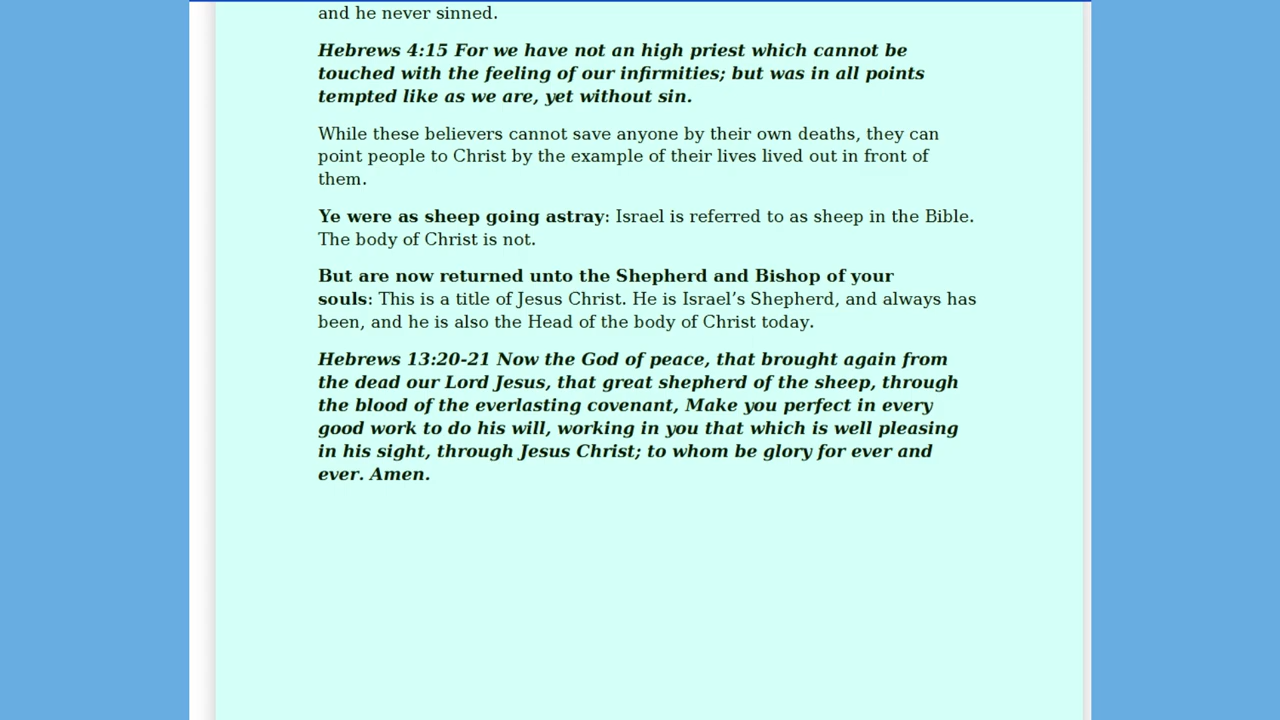 and he never sinned.
Hebrews 4:15 For we have not an high priest which cannot be
touched with the feeling of our infirmities; but was in all points
tempted like as we are, yet without sin.
While these believers cannot save anyone by their own deaths, they can
point people to Christ by the example of their lives lived out in front of
them.
Ye were as sheep going astray: Israel is referred to as sheep in the Bible.
The body of Christ is not.
But are now returned unto the Shepherd and Bishop of your
souls: This is a title of Jesus Christ. He is Israel’s Shepherd, and always has
been, and he is also the Head of the body of Christ today.
Hebrews 13:20-21 Now the God of peace, that brought again from
the dead our Lord Jesus, that great shepherd of the sheep, through
the blood of the everlasting covenant, Make you perfect in every
good work to do his will, working in you that which is well pleasing
in his sight, through Jesus Christ; to whom be glory for ever and
ever. Amen.